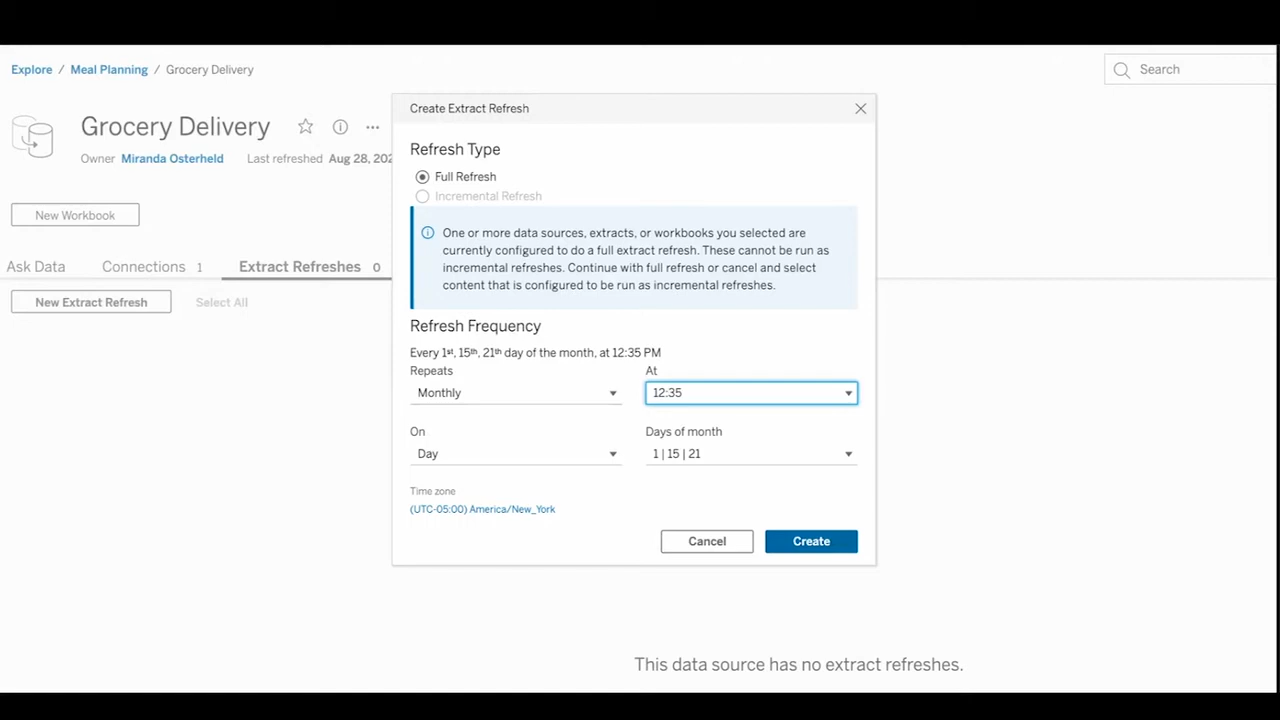 Explore / Meal Planning / Grocery Delivery
Search
Grocery Delivery
Owner Miranda Osterheld Last refreshed Aug 28,
New Workbook
Ask Data Connections 1 Extract Refreshes 0
New Extract Refresh Select All
Create Extract Refresh
Refresh Type
Full Refresh
Incremental Refresh
One or more data sources, extracts, or workbooks you selected are
currently configured to do a full extract refresh. These cannot be run as
incremental refreshes. Continue with full refresh or cancel and select
content that is configured to be run as incremental refreshes.
Refresh Frequency
Every 1st, 15th, 21th day of the month, at 12:35 PM
Repeats At
Monthly 12:35
On Days of month
Day 1 | 15 | 21
Time zone
(UTC-05:00) America/New_York
Cancel Create
This data source has no extract refreshes.